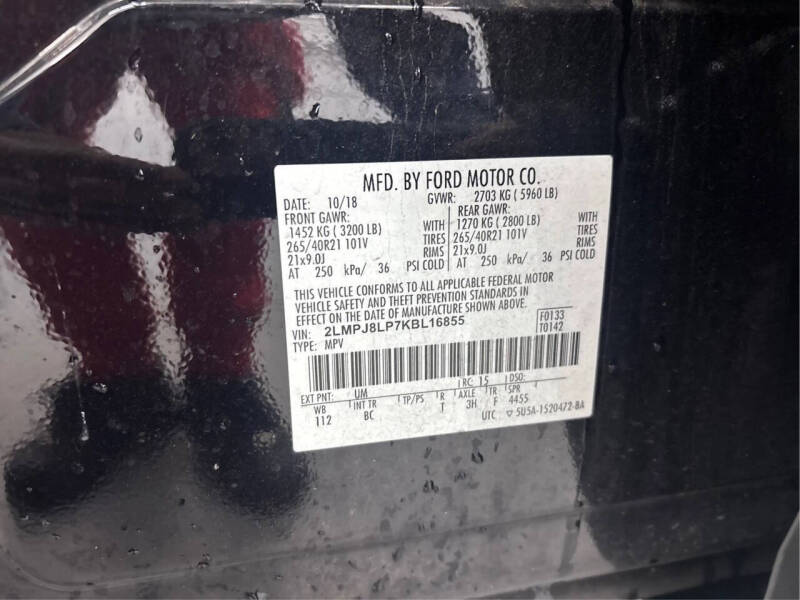 MFD. BY FORD MOTOR CO.
DATE: 10/18 GVWR: 2703 KG ( 5960 LB)
FRONT GAWR: REAR GAWR:
1452 KG ( 3200 LB) WITH 1270 KG ( 2800 LB) WITH
265/40R21 101V TIRES 265/40R21 101V TIRES
21x9.0J RIMS 21x9.0J RIMS
AT 250 kPa/ 36 PSI COLD AT 250 kPa/ 36 PSI COLD
THIS VEHICLE CONFORMS TO ALL APPLICABLE FEDERAL MOTOR
VEHICLE SAFETY AND THEFT PREVENTION STANDARDS IN
EFFECT ON THE DATE OF MANUFACTURE SHOWN ABOVE.
VIN: 2LMPJ8LP7KBL16855 F0133
TYPE: MPV T0142
EXT PNT: UM RC: 15 DSO:
WB INT TR TP/PS R AXLE TR SPR
112 BC T 3H F 4455
UTC ▽ 5U5A-1520472-BA